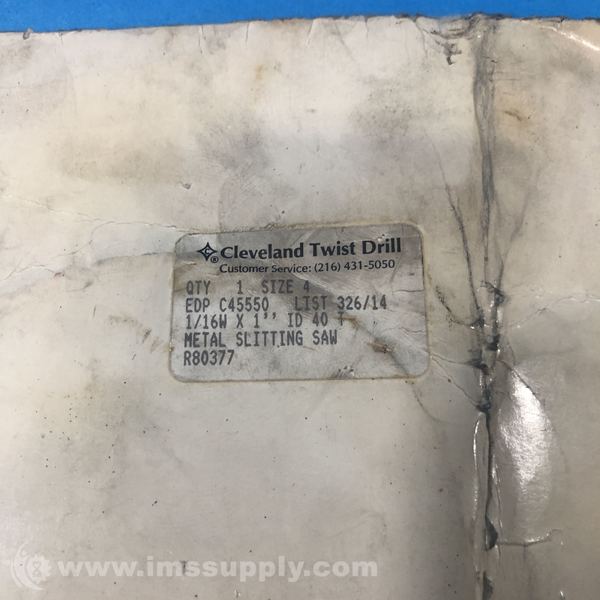 Cleveland Twist Drill
Customer Service: (216) 431-5050
QTY 1 SIZE 4
EDP C45550 LIST 326/14
1/16W X 1'' ID 40 T
METAL SLITTING SAW
R80377
www.imssupply.com